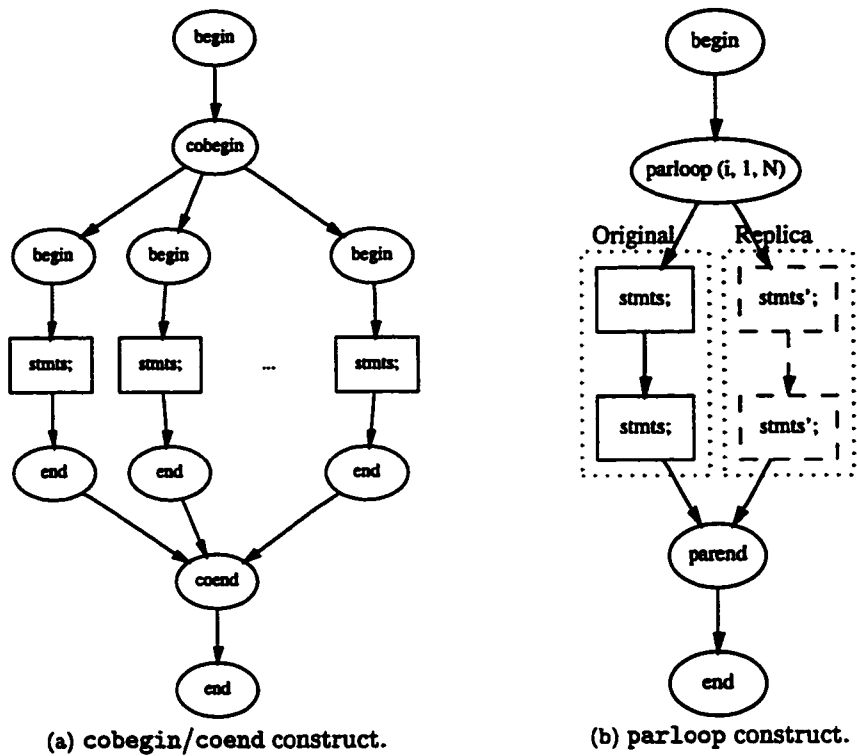 begin
cobegin
begin
begin
begin
stmts;
stmts;
...
stmts;
end
end
end
coend
end
(a) cobegin/coend construct.
begin
parloop (i, 1, N)
Original
Replica
stmts;
stmts';
stmts;
stmts';
parend
end
(b) parloop construct.